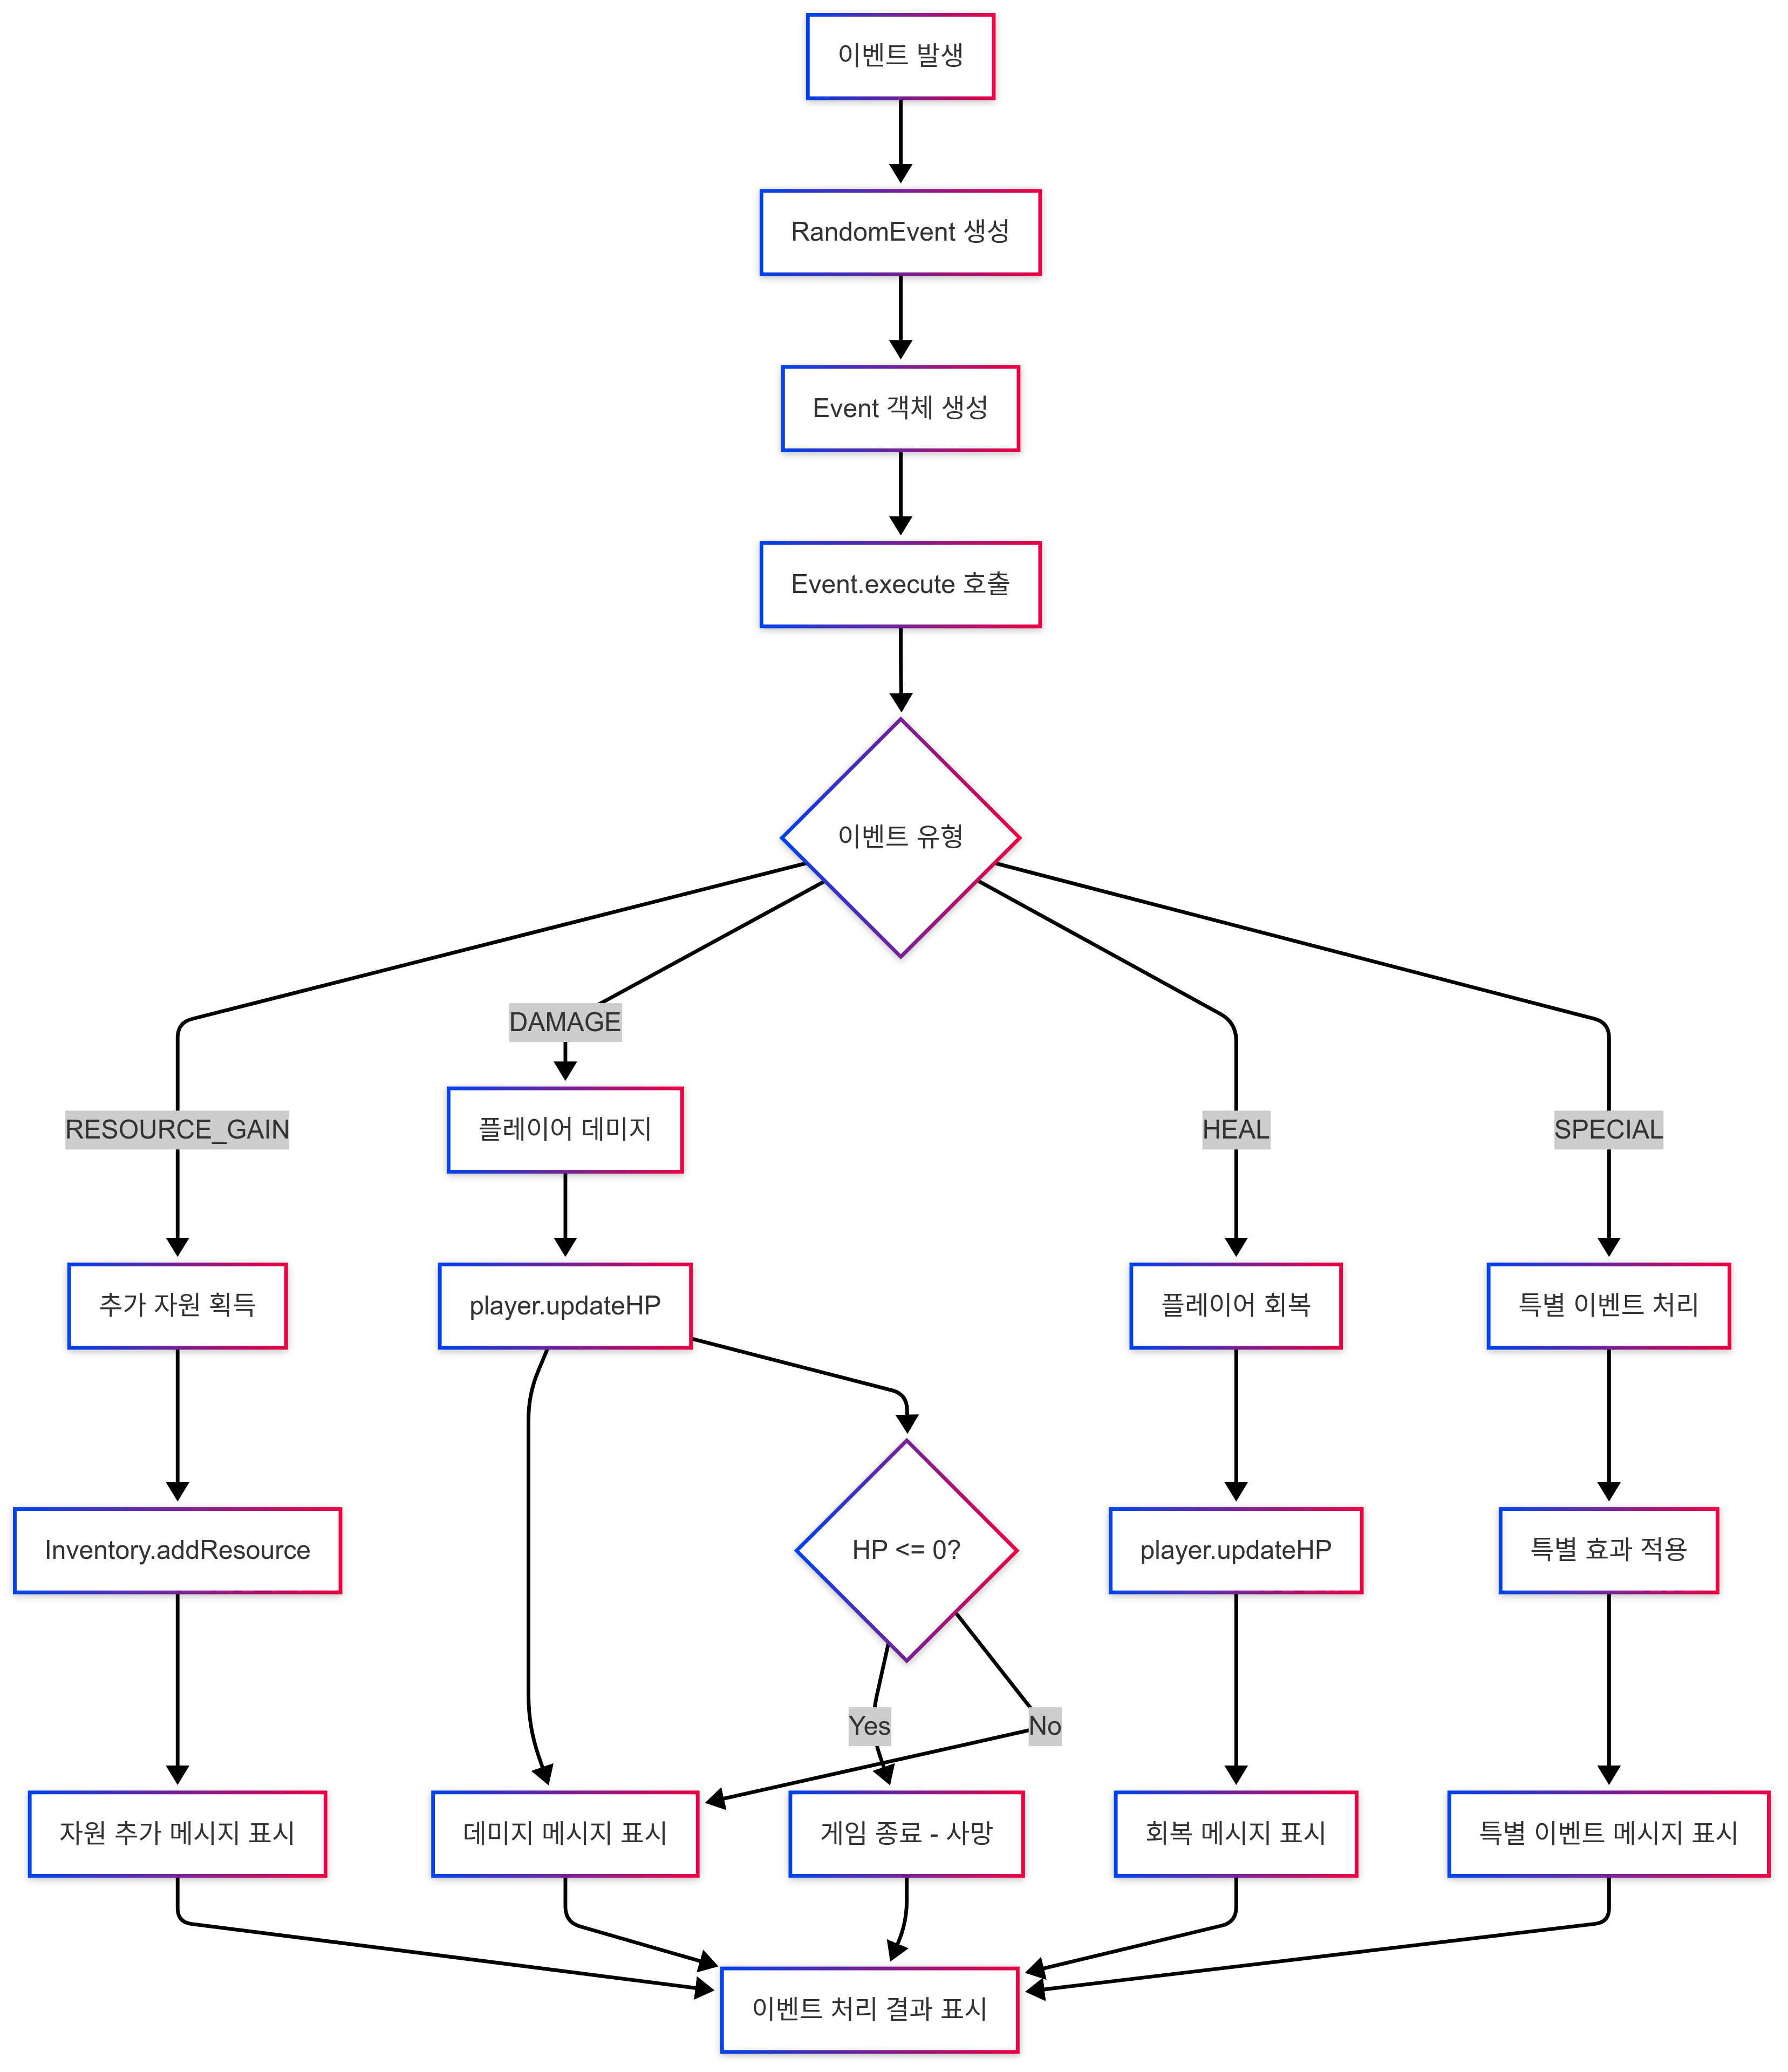 이벤트 발생
RandomEvent 생성
Event 객체 생성
Event.execute 호출
이벤트 유형
DAMAGE
RESOURCE_GAIN
플레이어 데미지
HEAL
SPECIAL
추가 자원 획득
player.updateHP
플레이어 회복
특별 이벤트 처리
Inventory.addResource
HP <= 0?
player.updateHP
특별 효과 적용
Yes
No
자원 추가 메시지 표시
데미지 메시지 표시
게임 종료 - 사망
회복 메시지 표시
특별 이벤트 메시지 표시
이벤트 처리 결과 표시